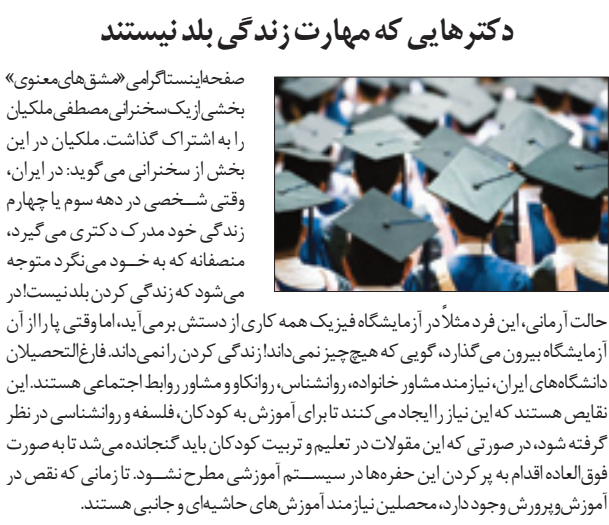 دکترهایی که مهارت زندگی بلد نیستند
صفحه‌اینستاگرامی «مشق‌های‌معنوی»
بخشی‌از‌یک‌سخنرانی‌مصطفی‌ملکیان
را به اشتراک گذاشت. ملکیان در این
بخش از سخنرانی می‌گوید: در ایران،
وقتی شــخصی در دهه سوم یا چهارم
زندگی خود مدرک دکتری می‌گیرد،
منصفانه که به خــود می‌نگرد متوجه
می‌شود که زندگی کردن بلد نیست! در
حالت آرمانی، این فرد مثلاً در آزمایشگاه فیزیک همه کاری از دستش برمی‌آید، اما وقتی پا را از آن
آزمایشگاه بیرون می‌گذارد، گویی که هیچ‌چیز نمی‌داند! زندگی کردن را نمی‌داند. فارغ‌التحصیلان
دانشگاه‌های ایران، نیازمند مشاور خانواده، روانشناس، روانکاو و مشاور روابط اجتماعی هستند. این
نقایص هستند که این نیاز را ایجاد می‌کنند تا برای آموزش به کودکان، فلسفه و روانشناسی در نظر
گرفته شود، در صورتی که این مقولات در تعلیم و تربیت کودکان باید گنجانده می‌شد تا به صورت
فوق‌العاده اقدام به پر کردن این حفره‌ها در سیســتم آموزشی مطرح نشــود. تا زمانی که نقص در
آموزش‌وپرورش وجود دارد، محصلین نیازمند آموزش‌های حاشیه‌ای و جانبی هستند.